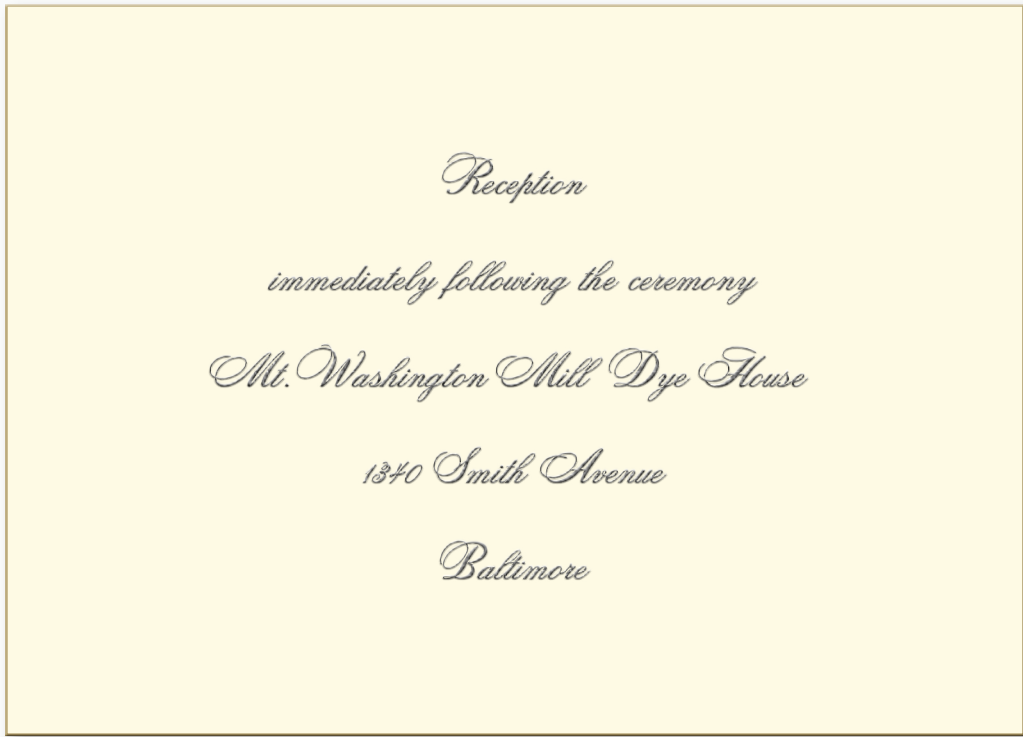 Reception
immediately following the ceremony
Mt. Washington Mill Dye House
1340 Smith Avenue
Baltimore